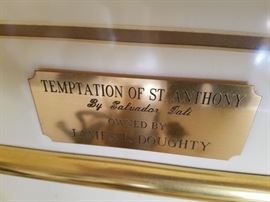 TEMPTATION OF ST. ANTHONY
By Salvador Dali
OWNED BY
DOUGHTY